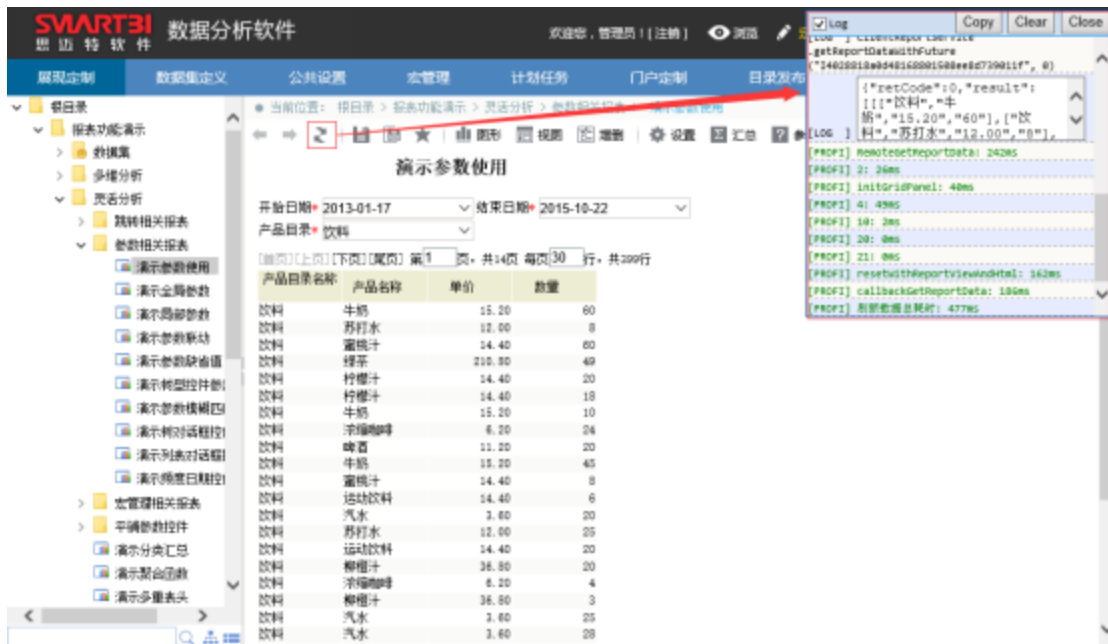 SMARTBI 数据分析软件
思迈特软件
欢迎您，管理员！[注销] 浏览
展现定制 数据集定义 公共设置 宏管理 计划任务 门户定制 目录发布
根目录
报表功能演示
数据集
多维分析
灵活分析
跳转相关报表
参数相关报表
演示参数使用
演示全局参数
演示局部参数
演示参数联动
演示参数缺省值
演示树型控件参
演示参数模糊匹
演示树对话框控
演示列表对话框
演示频度日期控
宏管理相关报表
平铺参数控件
演示分类汇总
演示聚合函数
演示多重表头
当前位置: 根目录 > 报表功能演示 > 灵活分析 > 参数相关报表 > 演示参数使用
图形 视图 增删 设置 汇总
演示参数使用
开始日期* 2013-01-17 结束日期* 2015-10-22
产品目录* 饮料
[首页][上页][下页][尾页] 第1 页，共14页 每页30 行，共399行
产品目录名称 产品名称 单价 数量
饮料 牛奶 15.20 60
饮料 苏打水 12.00 8
饮料 蜜桃汁 14.40 60
饮料 绿茶 210.80 49
饮料 柠檬汁 14.40 20
饮料 柠檬汁 14.40 18
饮料 牛奶 15.20 10
饮料 浓缩咖啡 6.20 24
饮料 啤酒 11.20 20
饮料 牛奶 15.20 45
饮料 蜜桃汁 14.40 8
饮料 运动饮料 14.40 6
饮料 汽水 3.60 20
饮料 苏打水 12.00 25
饮料 运动饮料 14.40 20
饮料 柳橙汁 36.80 20
饮料 浓缩咖啡 6.20 4
饮料 柳橙汁 36.80 3
饮料 汽水 3.60 25
饮料 汽水 3.60 28
Log Copy Clear Close
[LOG ] ClientReportService
.getReportDataWithFuture
{"retCode":0,"result":
[[["饮料","牛
奶","15.20","60"],["饮
[LOG ] 料","苏打水","12.00","8"],
[PROFI] RemoteGetReportData: 242ms
[PROFI] 2: 26ms
[PROFI] initGridPanel: 40ms
[PROFI] 4: 49ms
[PROFI] 10: 2ms
[PROFI] 20: 0ms
[PROFI] 21: 0ms
[PROFI] resetWithReportViewAndHtml: 162ms
[PROFI] callbackGetReportData: 186ms
[PROFI] 刷新数据总耗时: 477ms